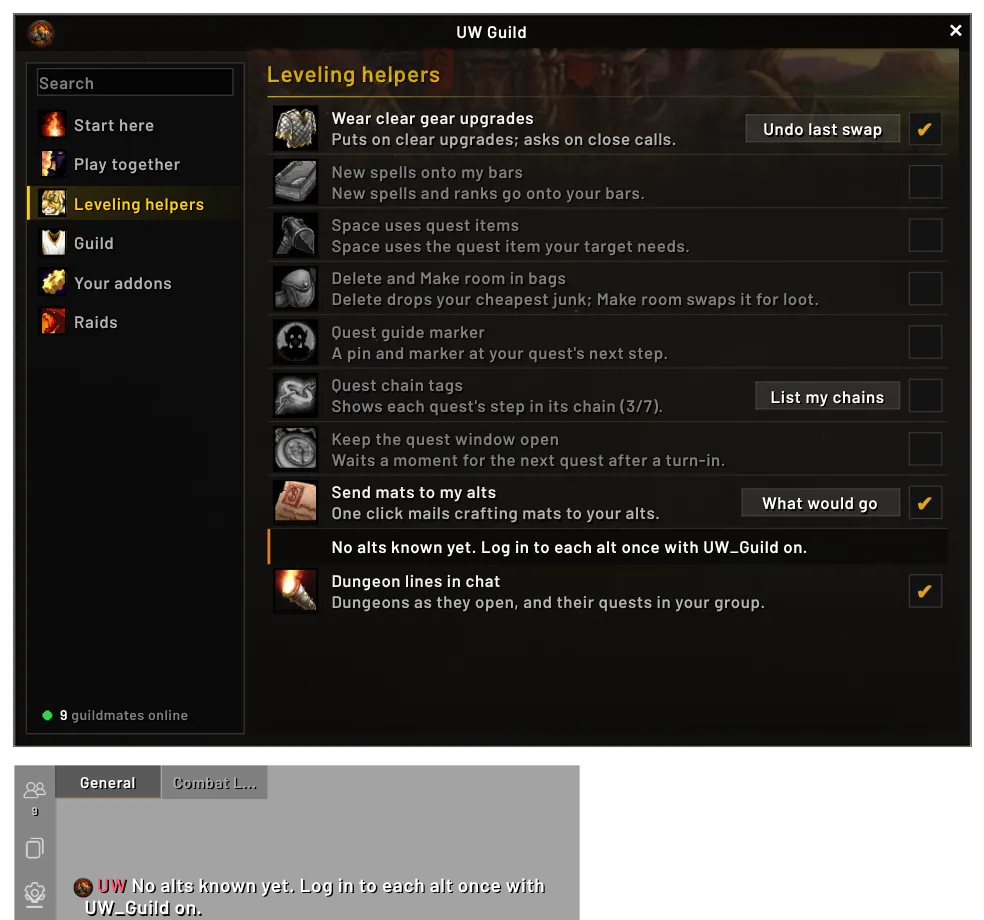 UW Guild
Search
Start here
Play together
Leveling helpers
Guild
Your addons
Raids
9 guildmates online
Leveling helpers
Wear clear gear upgrades
Puts on clear upgrades; asks on close calls.
Undo last swap
New spells onto my bars
New spells and ranks go onto your bars.
Space uses quest items
Space uses the quest item your target needs.
Delete and Make room in bags
Delete drops your cheapest junk; Make room swaps it for loot.
Quest guide marker
A pin and marker at your quest's next step.
Quest chain tags
Shows each quest's step in its chain (3/7).
List my chains
Keep the quest window open
Waits a moment for the next quest after a turn-in.
Send mats to my alts
One click mails crafting mats to your alts.
What would go
No alts known yet. Log in to each alt once with UW_Guild on.
Dungeon lines in chat
Dungeons as they open, and their quests in your group.
9
General
Combat L...
UW No alts known yet. Log in to each alt once with
UW_Guild on.